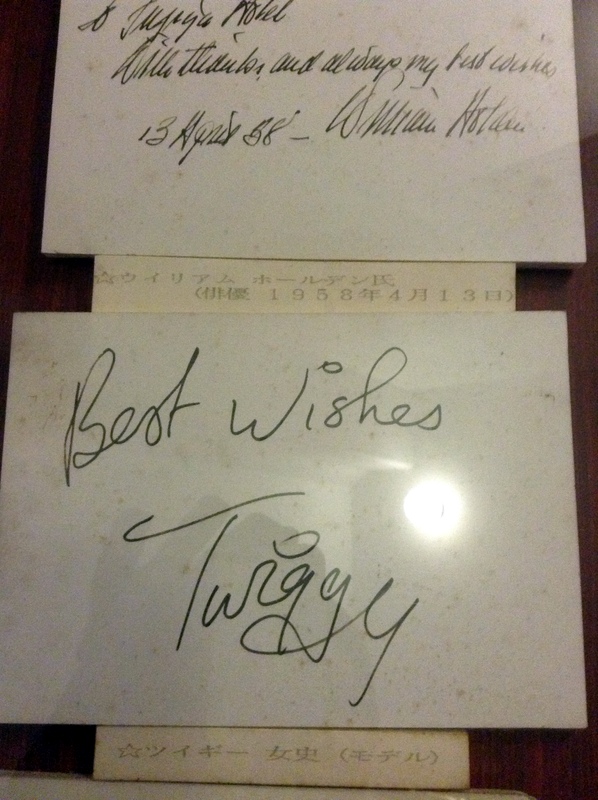 To Fujiya Hotel
With thanks, and always my best wishes
13 April 58 – William Holden
☆ウイリアム ホールデン氏
(俳優 1958年4月13日)
Best Wishes
Twiggy
☆ツイギー 女史 (モデル)